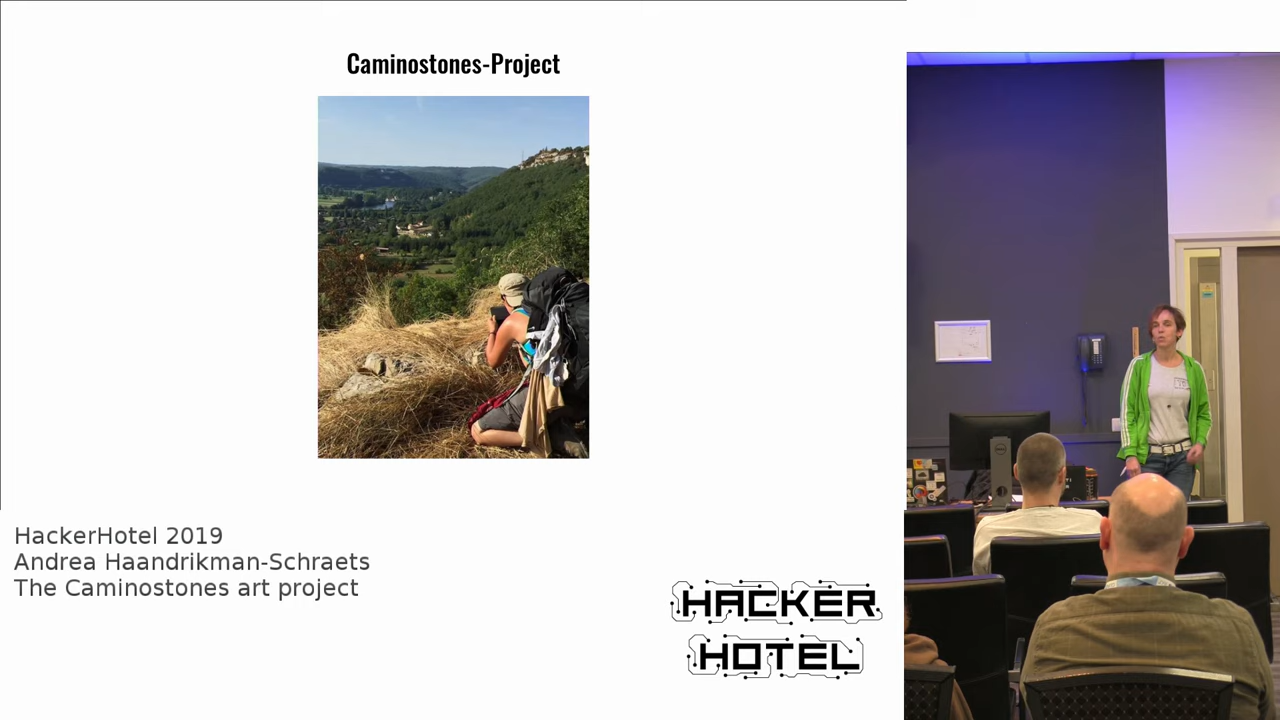 Caminostones-Project
HackerHotel 2019
Andrea Haandrikman-Schraets
The Caminostones art project
HACKER
HOTEL